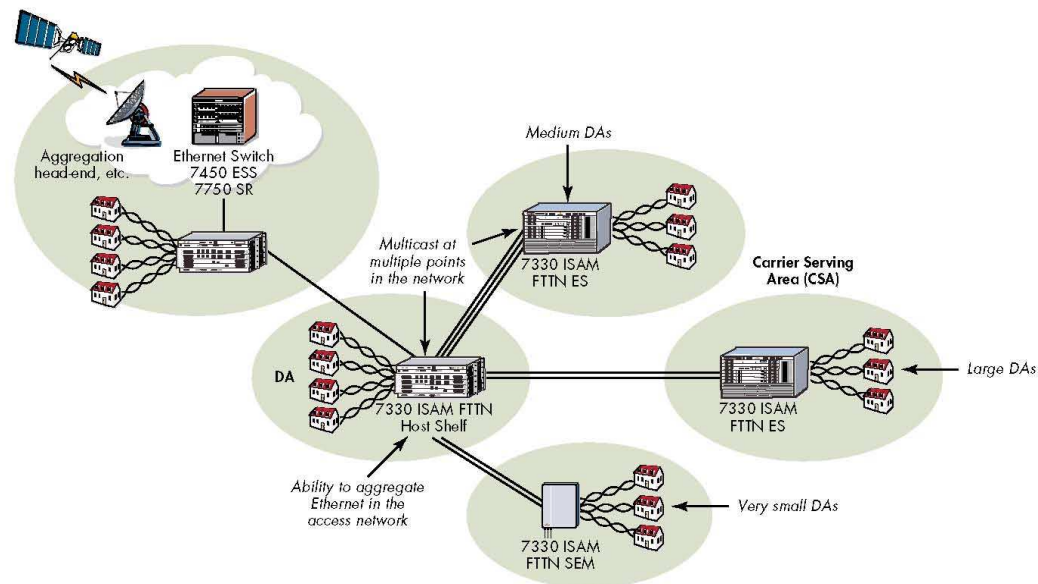 Aggregation
head-end, etc.
Ethernet Switch
7450 ESS
7750 SR
Medium DAs
Multicast at
multiple points
in the network
7330 ISAM
FTTN ES
Carrier Serving
Area (CSA)
DA
7330 ISAM FTTN
Host Shelf
7330 ISAM
FTTN ES
Large DAs
Ability to aggregate
Ethernet in the
access network
Very small DAs
7330 ISAM
FTTN SEM